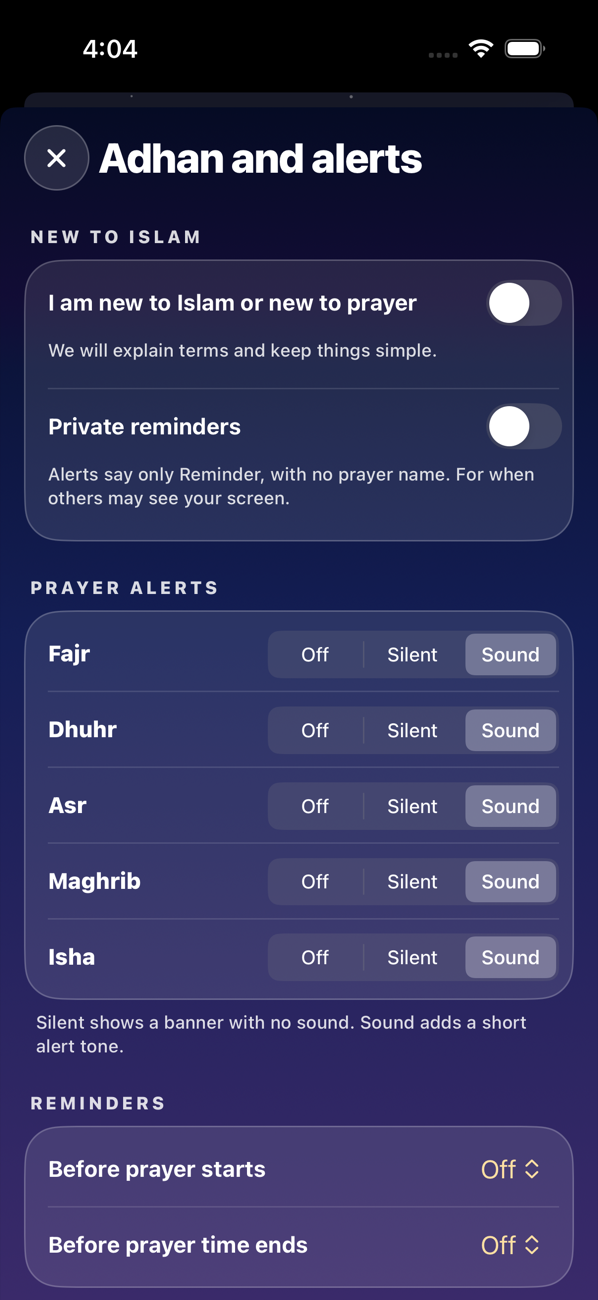 4:04
Adhan and alerts
NEW TO ISLAM
I am new to Islam or new to prayer
We will explain terms and keep things simple.
Private reminders
Alerts say only Reminder, with no prayer name. For when
others may see your screen.
PRAYER ALERTS
Fajr Off Silent Sound
Dhuhr Off Silent Sound
Asr Off Silent Sound
Maghrib Off Silent Sound
Isha Off Silent Sound
Silent shows a banner with no sound. Sound adds a short
alert tone.
REMINDERS
Before prayer starts Off
Before prayer time ends Off